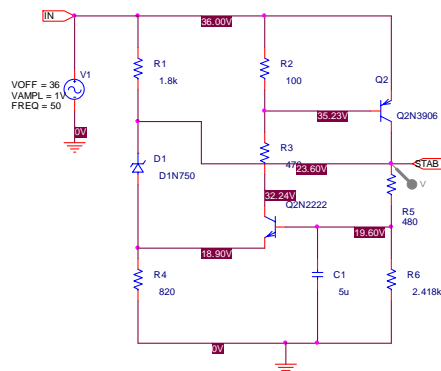 IN
36.00V
R1
1.8k
R2
100
Q2
Q2N3906
V1
VOFF = 36
VAMPL = 1V
FREQ = 50
0V
35.23V
R3
23.60V
STAB
V
D1
D1N750
32.24V
Q2N2222
R5
480
19.60V
18.90V
R4
820
C1
5u
R6
2.418k
0V